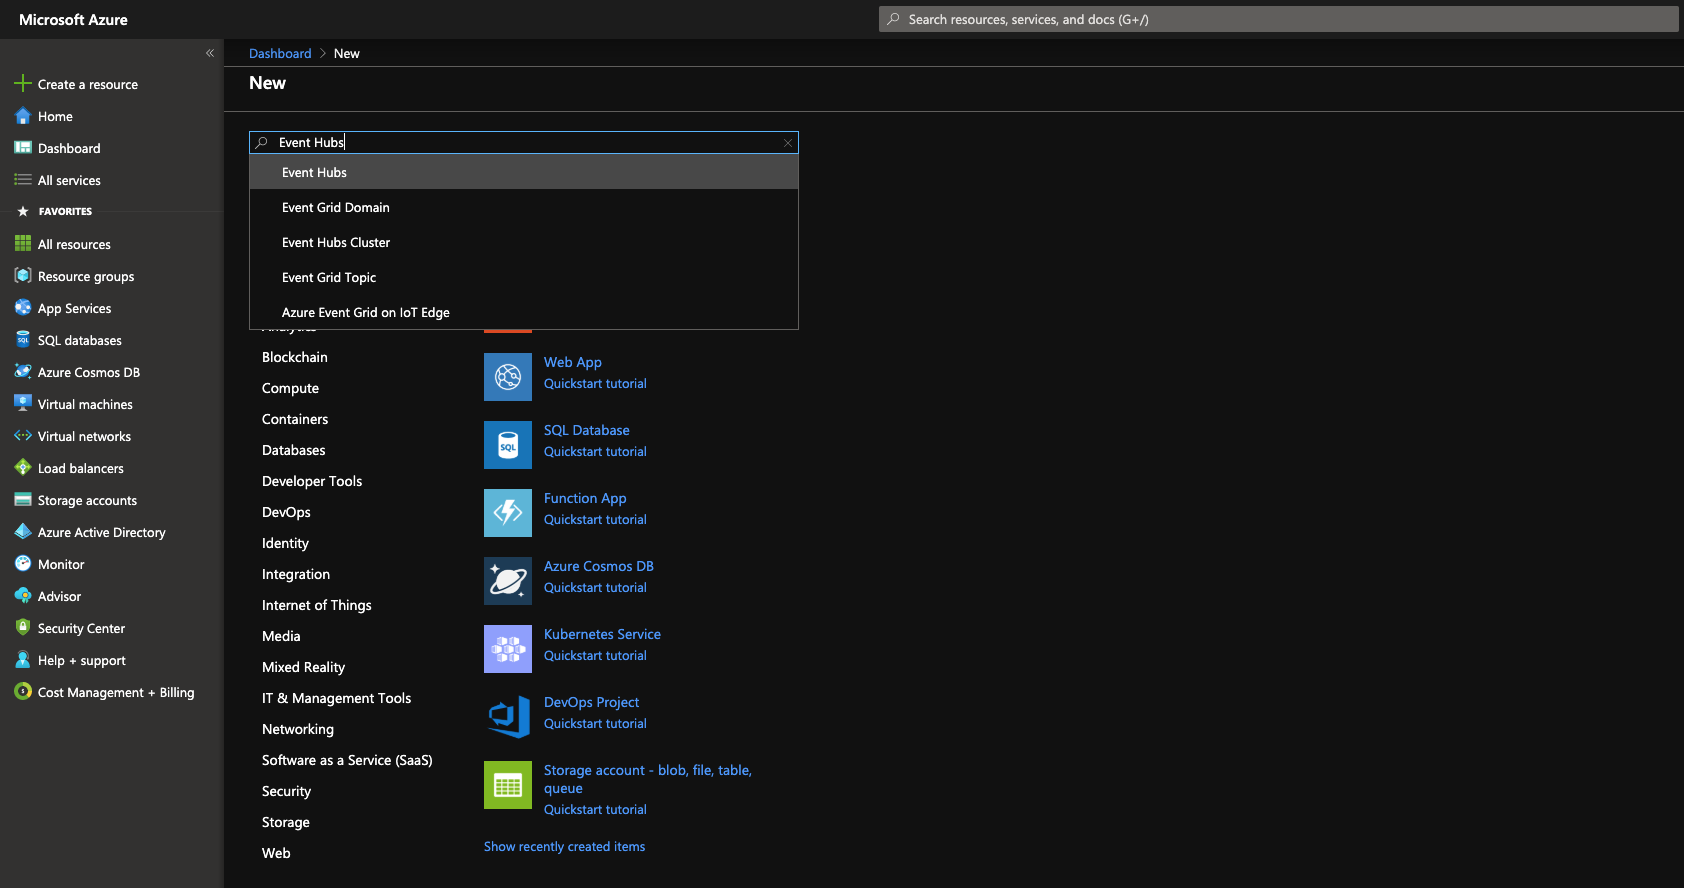 Microsoft Azure
Search resources, services, and docs (G+/)
«
Create a resource
Home
Dashboard
All services
FAVORITES
All resources
Resource groups
App Services
SQL databases
Azure Cosmos DB
Virtual machines
Virtual networks
Load balancers
Storage accounts
Azure Active Directory
Monitor
Advisor
Security Center
Help + support
Cost Management + Billing
Dashboard > New
New
Event Hubs
Event Hubs
Event Grid Domain
Event Hubs Cluster
Event Grid Topic
Azure Event Grid on IoT Edge
Analytics
Blockchain
Compute
Containers
Databases
Developer Tools
DevOps
Identity
Integration
Internet of Things
Media
Mixed Reality
IT & Management Tools
Networking
Software as a Service (SaaS)
Security
Storage
Web
Web App
Quickstart tutorial
SQL
SQL Database
Quickstart tutorial
Function App
Quickstart tutorial
Azure Cosmos DB
Quickstart tutorial
Kubernetes Service
Quickstart tutorial
DevOps Project
Quickstart tutorial
Storage account - blob, file, table,
queue
Quickstart tutorial
Show recently created items